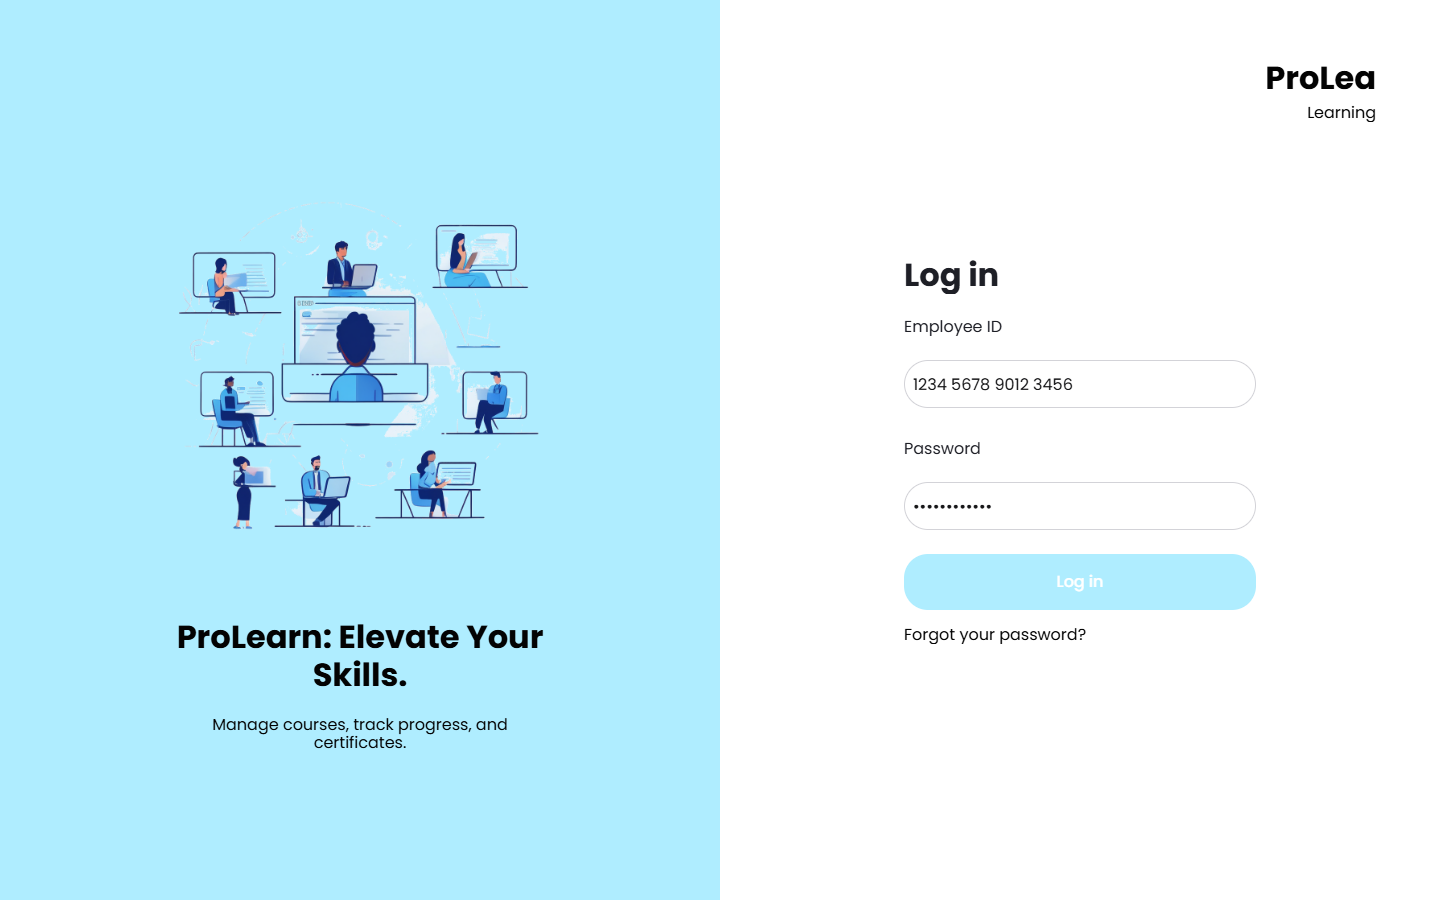 ProLearn: Elevate Your
Skills.
Manage courses, track progress, and
certificates.
ProLea
Learning
Log in
Employee ID
1234 5678 9012 3456
Password
••••••••••••
Log in
Forgot your password?